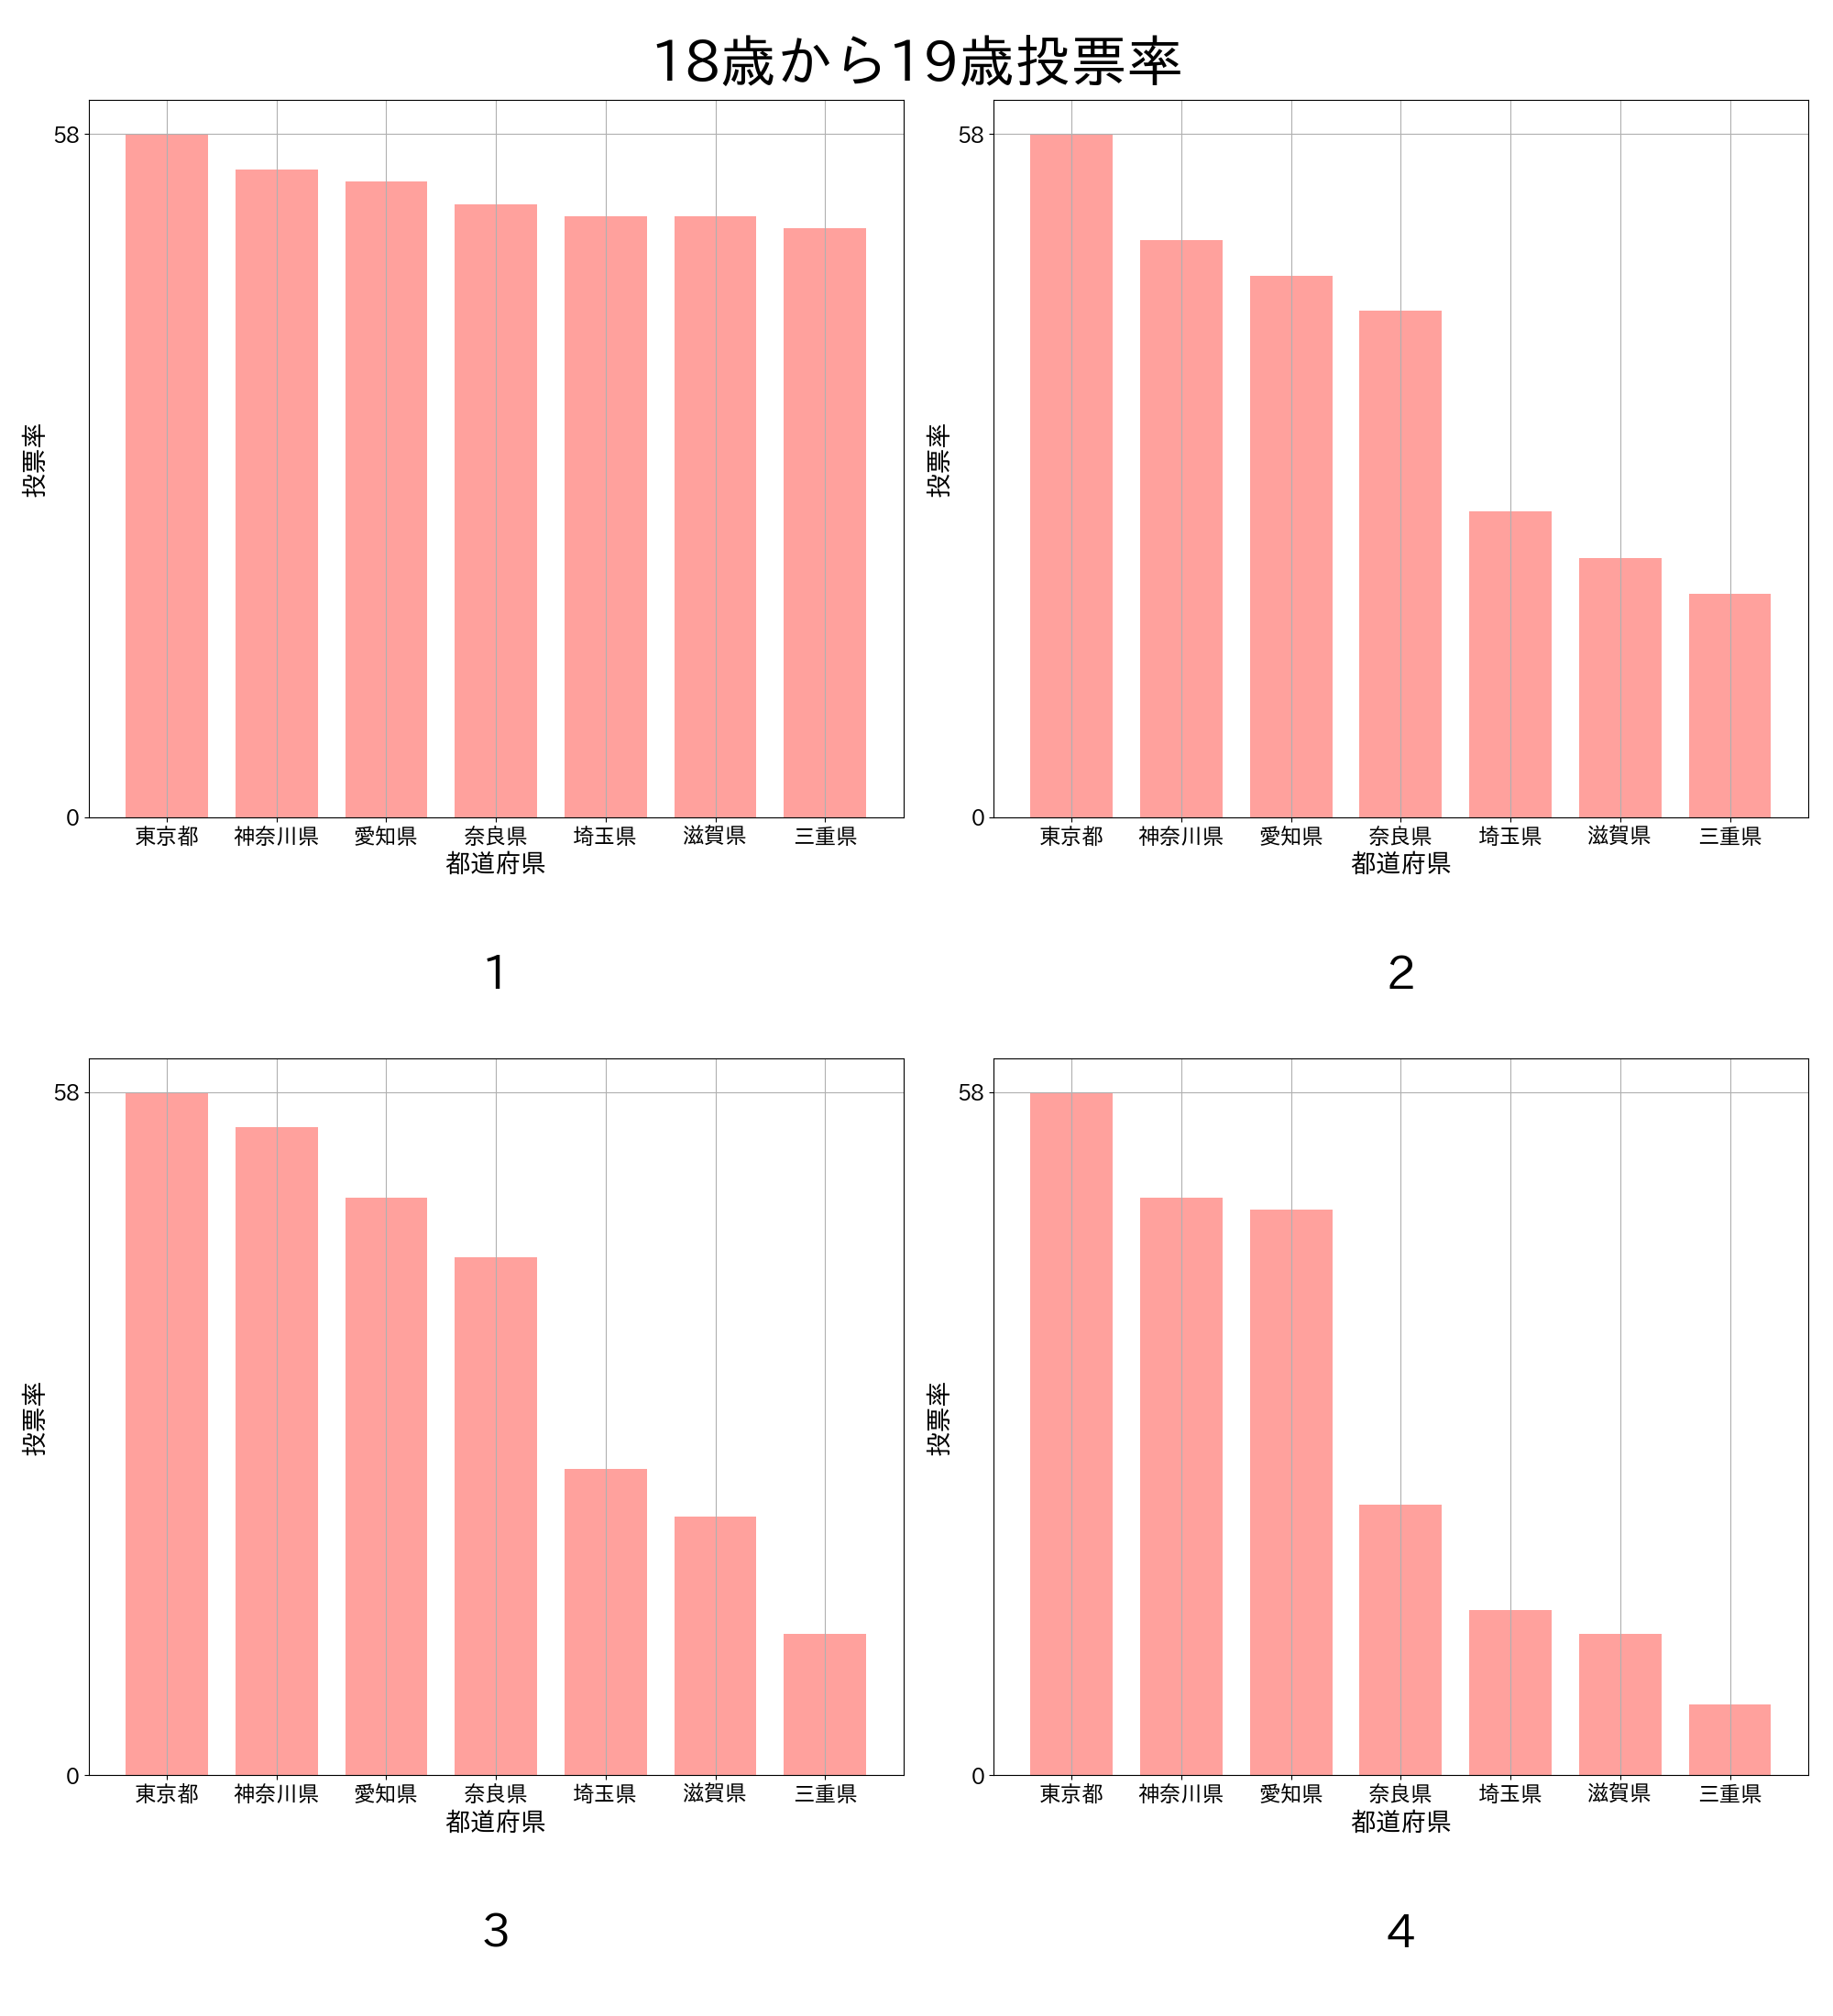 18歳から19歳投票率
58
0
投票率
東京都 神奈川県 愛知県 奈良県 埼玉県 滋賀県 三重県
都道府県
1
58
0
投票率
東京都 神奈川県 愛知県 奈良県 埼玉県 滋賀県 三重県
都道府県
2
58
0
投票率
東京都 神奈川県 愛知県 奈良県 埼玉県 滋賀県 三重県
都道府県
3
58
0
投票率
東京都 神奈川県 愛知県 奈良県 埼玉県 滋賀県 三重県
都道府県
4